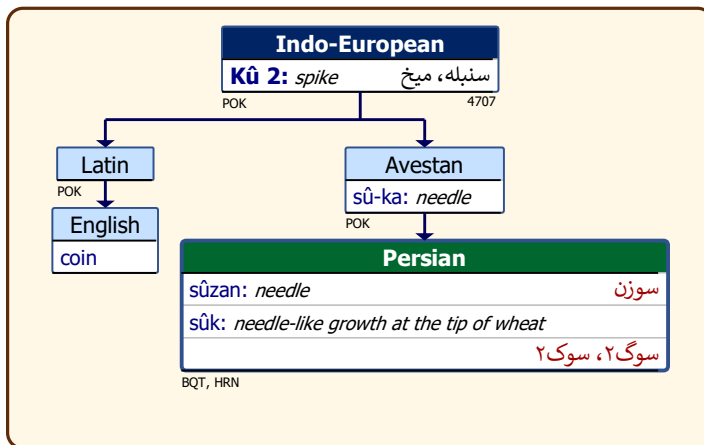 Indo-European
Kû 2: spike سنبله، میخ
POK 4707
Latin
POK
English
coin
Avestan
sû-ka: needle
POK
Persian
sûzan: needle سوزن
sûk: needle-like growth at the tip of wheat
سوگ۲، سوک۲
BQT, HRN